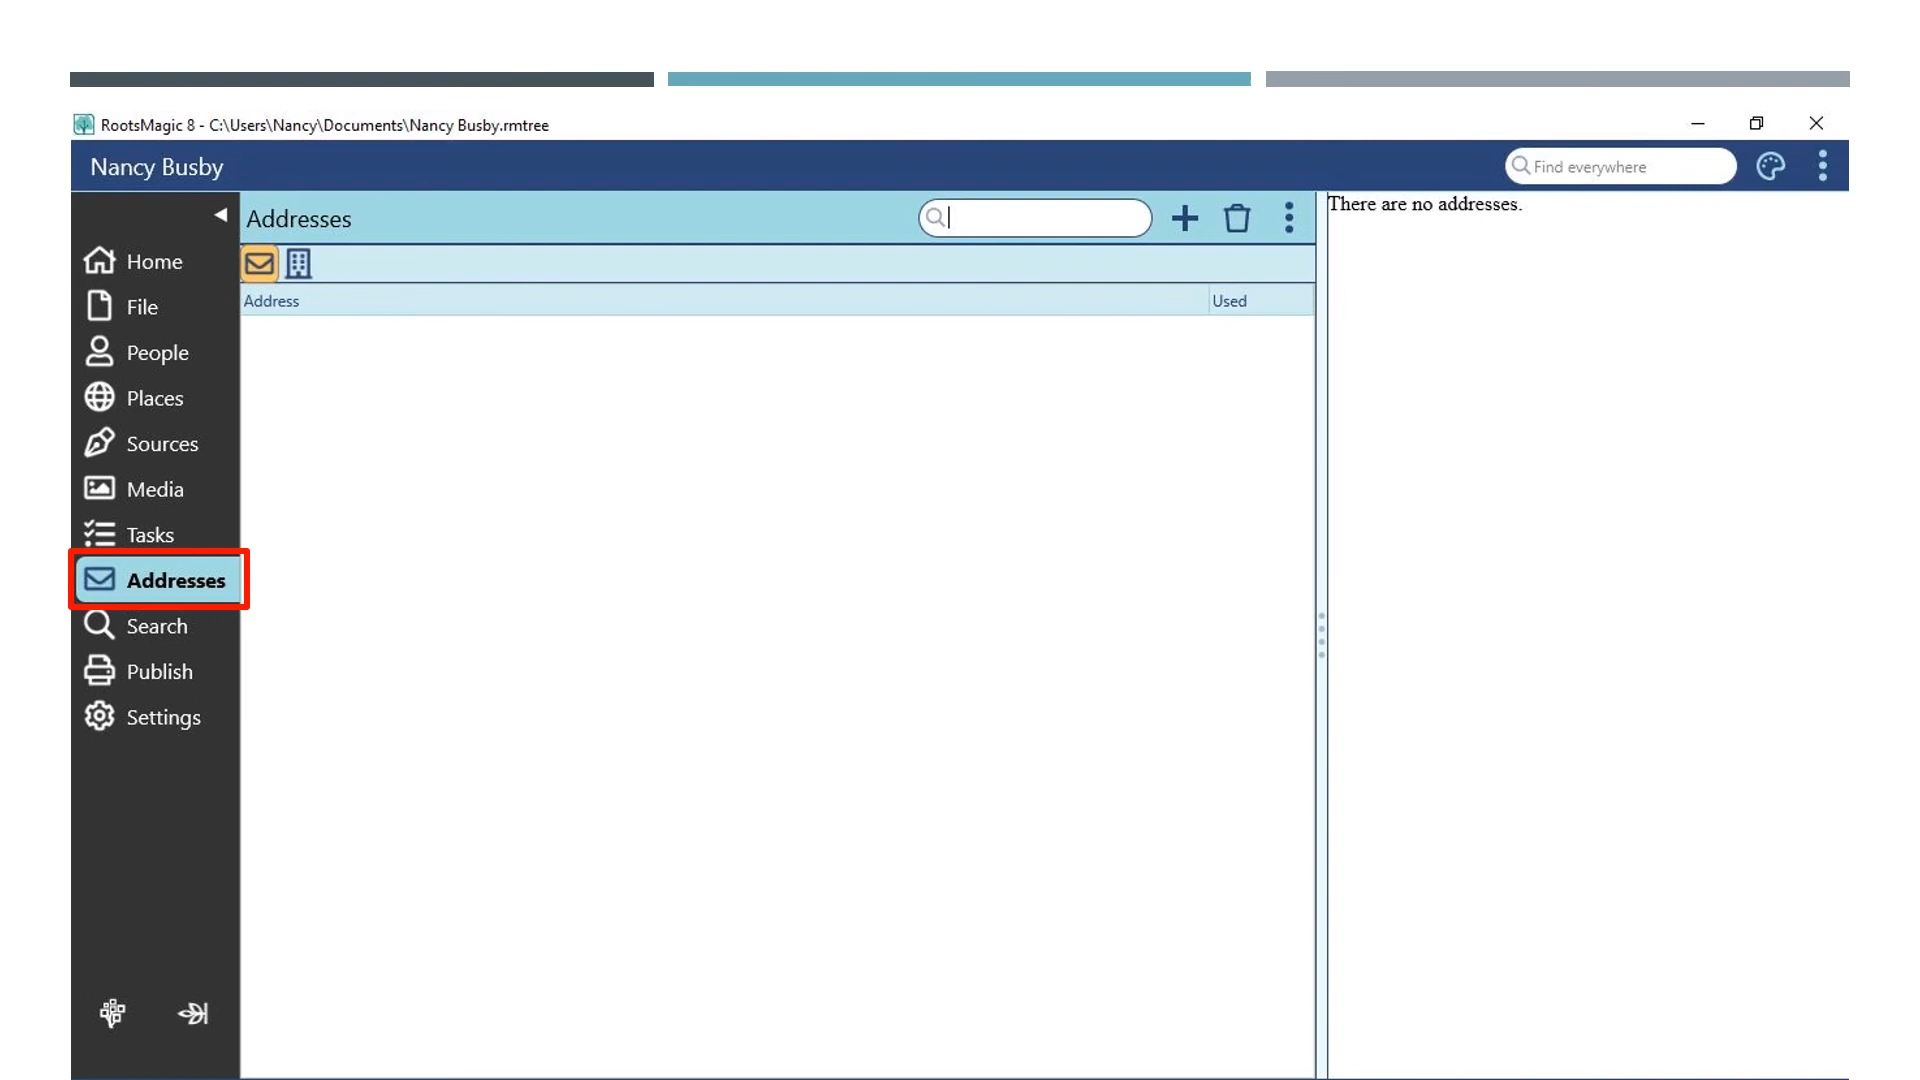 RootsMagic 8 - C:\Users\Nancy\Documents\Nancy Busby.rmtree
Nancy Busby
Find everywhere
Addresses
There are no addresses.
Home
File
People
Places
Sources
Media
Tasks
Addresses
Search
Publish
Settings
Address
Used